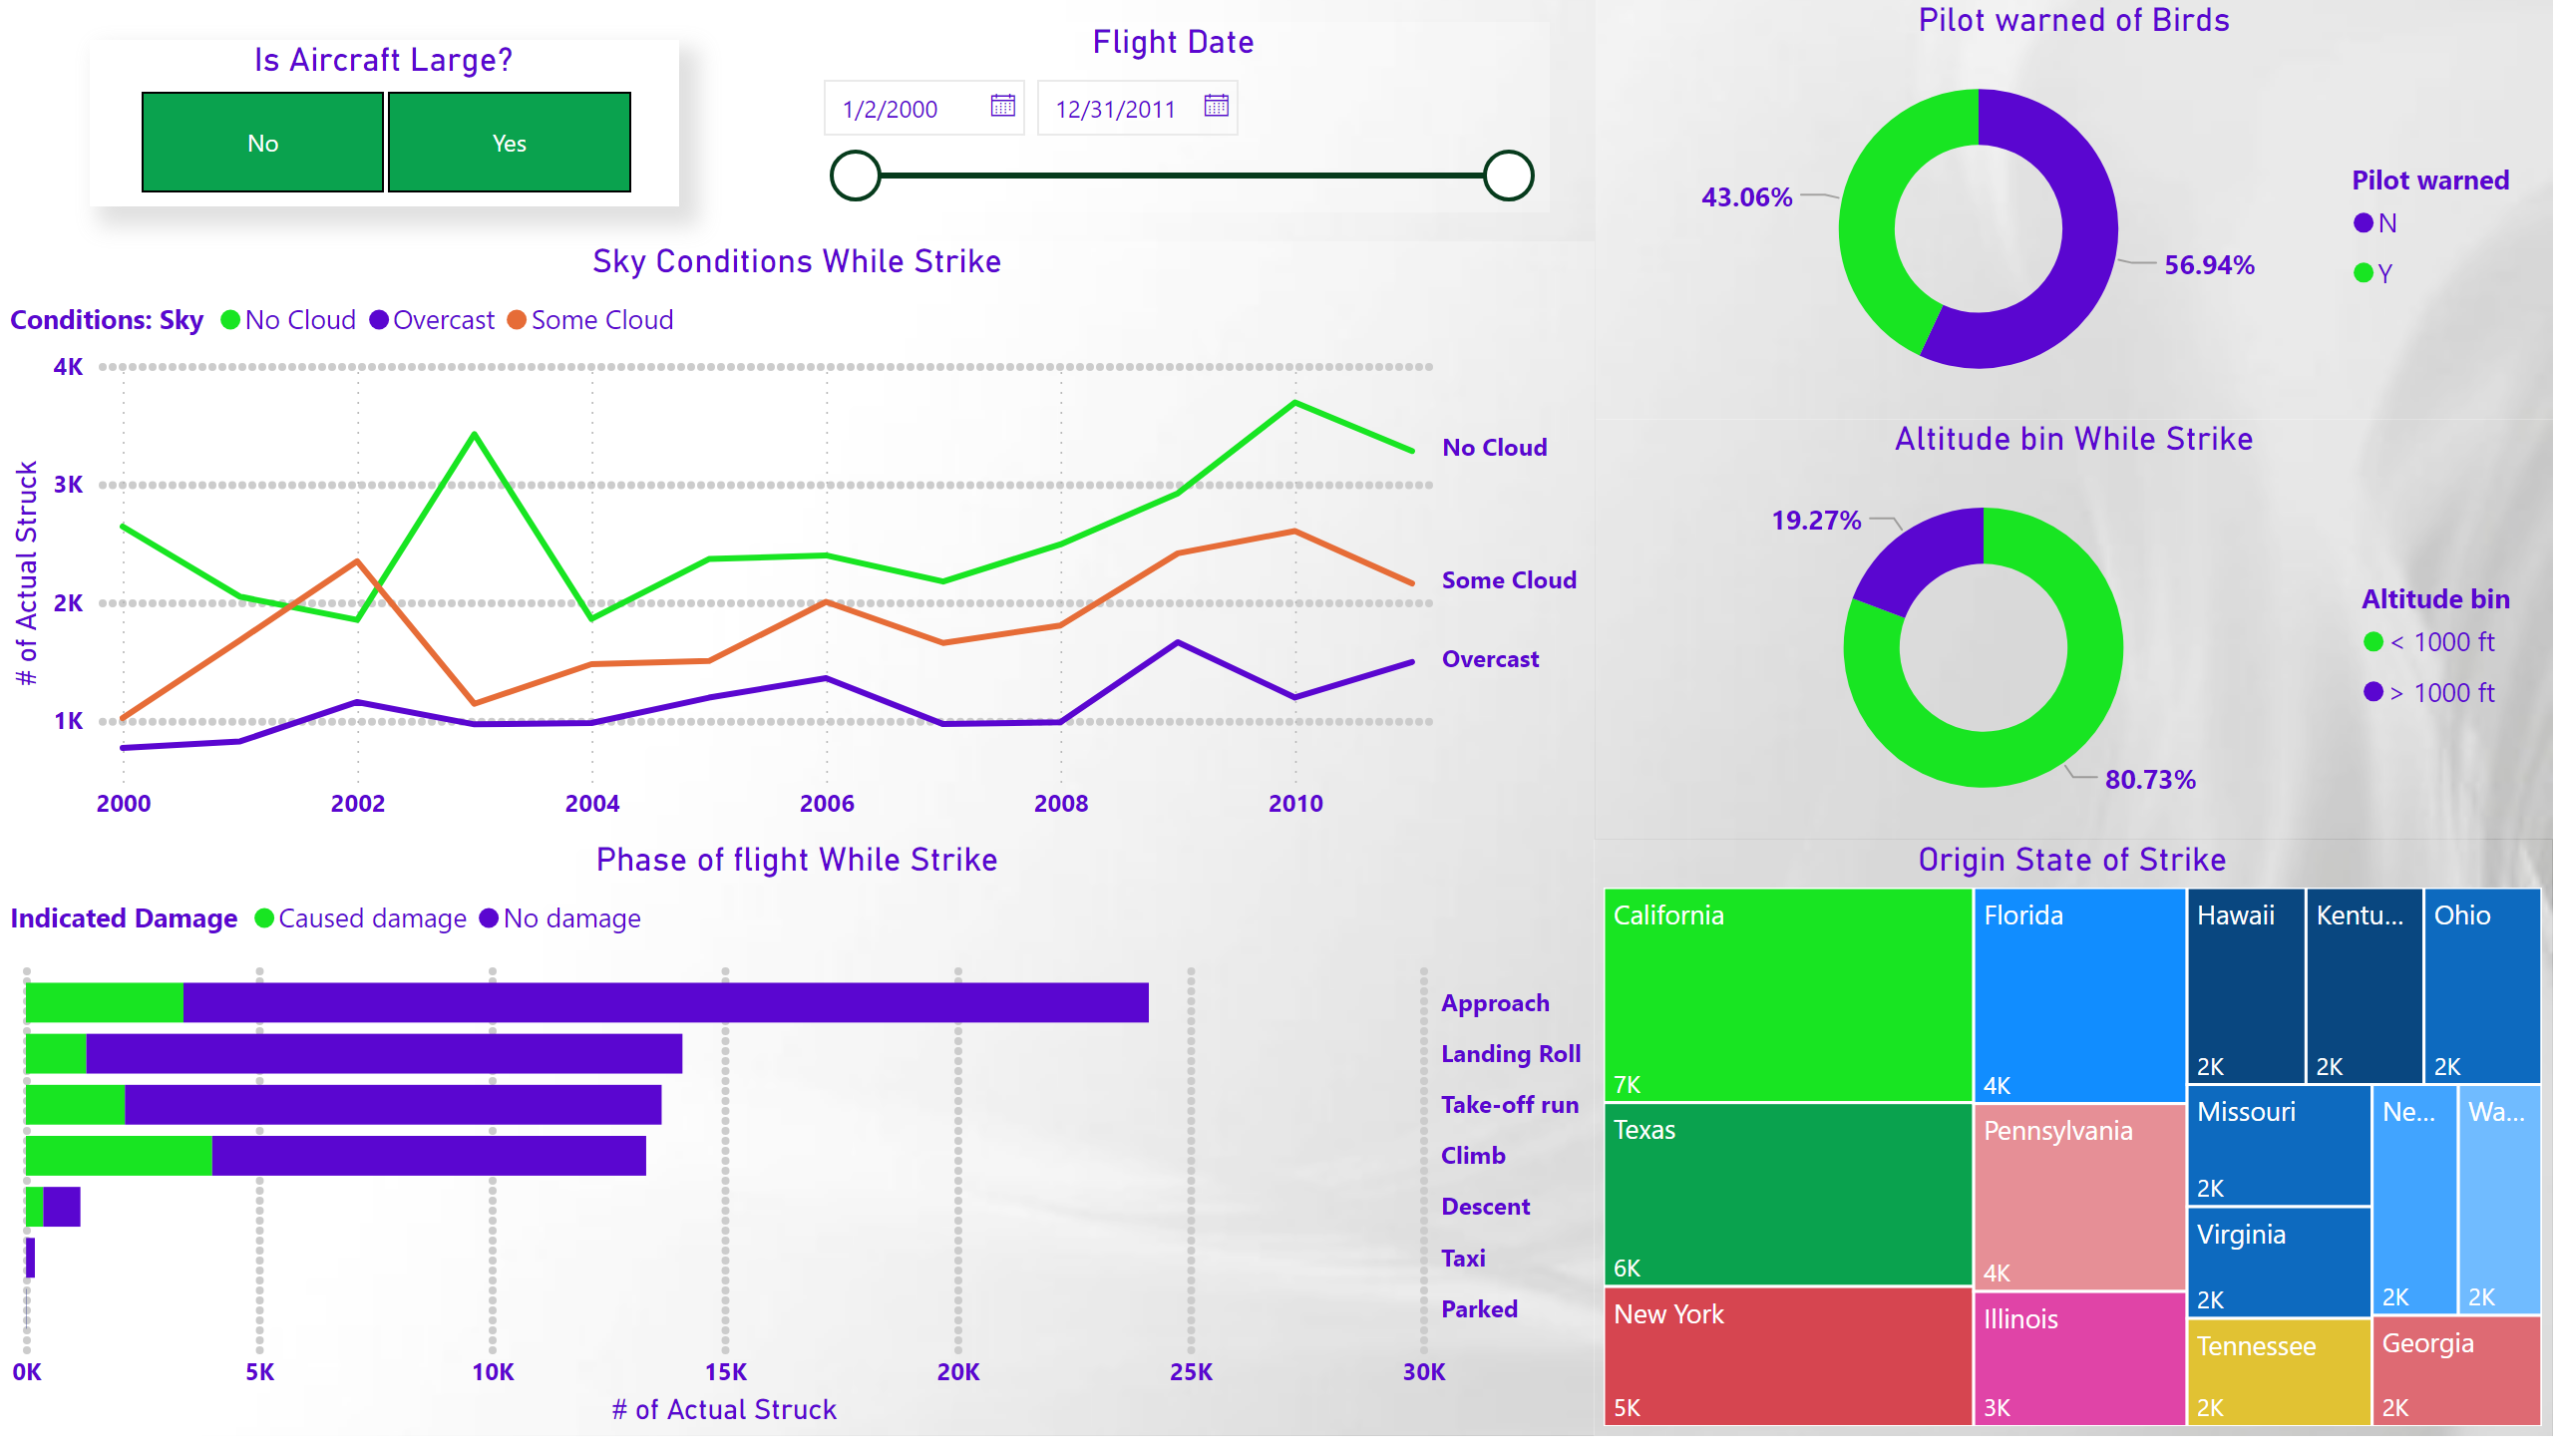 Is Aircraft Large?
No Yes
Flight Date
1/2/2000 12/31/2011
Sky Conditions While Strike
Conditions: Sky No Cloud Overcast Some Cloud
# of Actual Struck
4K
3K
2K
1K
2000 2002 2004 2006 2008 2010
No Cloud
Some Cloud
Overcast
Phase of flight While Strike
Indicated Damage Caused damage No damage
Approach
Landing Roll
Take-off run
Climb
Descent
Taxi
Parked
0K 5K 10K 15K 20K 25K 30K
# of Actual Struck
Pilot warned of Birds
43.06%
56.94%
Pilot warned
N
Y
Altitude bin While Strike
19.27%
80.73%
Altitude bin
< 1000 ft
> 1000 ft
Origin State of Strike
California
7K
Texas
6K
New York
5K
Florida
4K
Pennsylvania
4K
Illinois
3K
Hawaii
2K
Kentu...
2K
Ohio
2K
Missouri
2K
Virginia
2K
Tennessee
2K
Ne...
2K
Wa...
2K
Georgia
2K